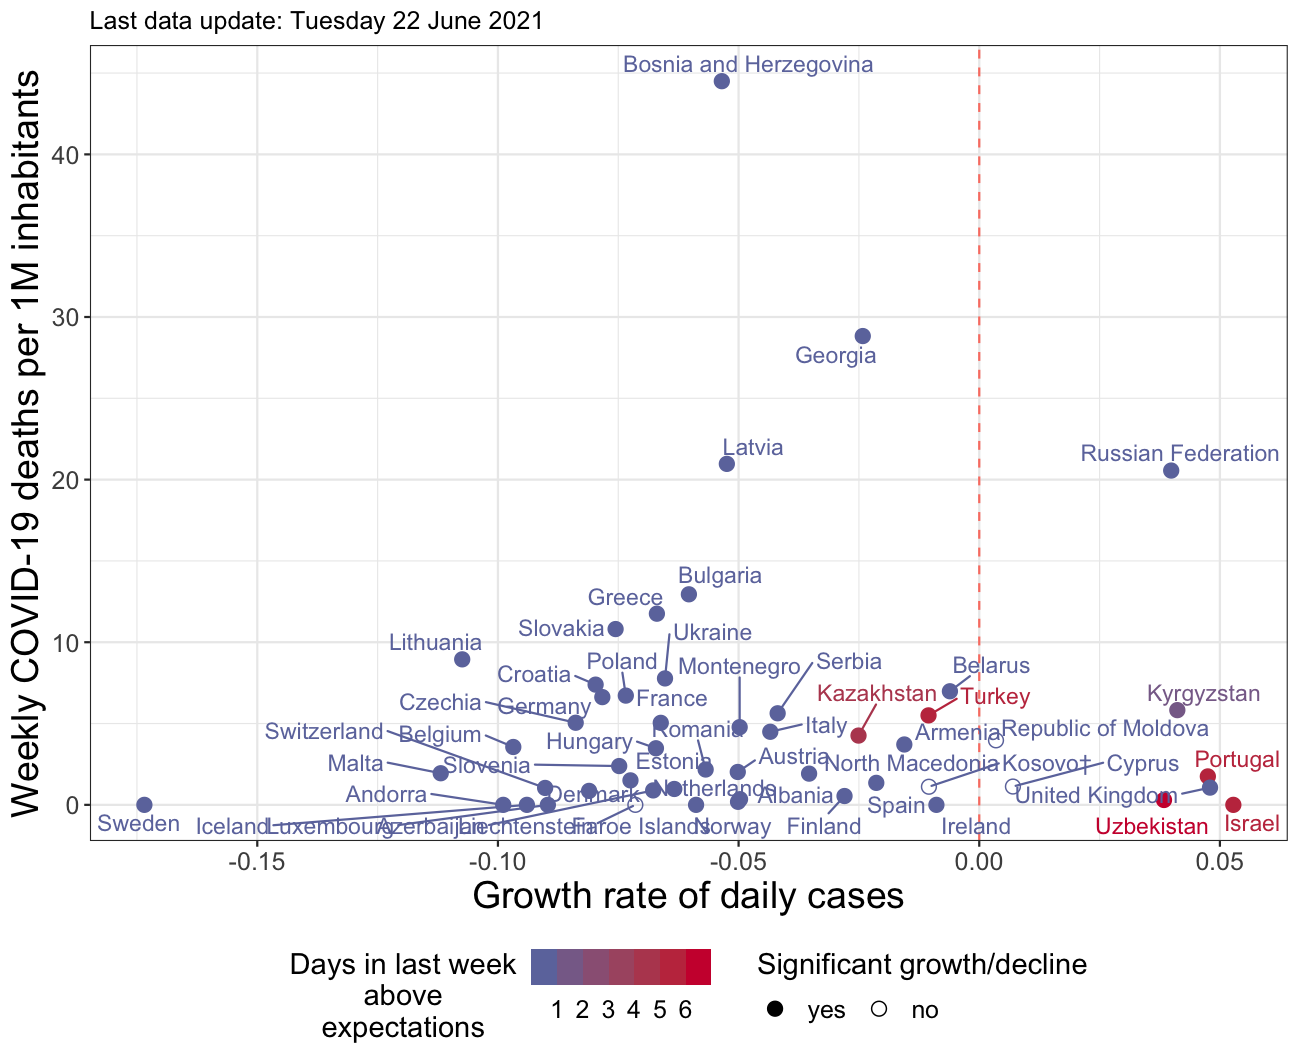 Last data update: Tuesday 22 June 2021
Weekly COVID-19 deaths per 1M inhabitants
40
30
20
10
0
Bosnia and Herzegovina
Georgia
Latvia
Russian Federation
Bulgaria
Greece
Slovakia
Ukraine
Lithuania
Poland
Montenegro
Serbia
Belarus
Croatia
Kazakhstan
Turkey
Kyrgyzstan
Czechia
Germany
France
Switzerland
Belgium
Romania
Italy
Armenia
Republic of Moldova
Hungary
Malta
Slovenia
Estonia
Austria
North Macedonia
Kosovo†
Cyprus
Portugal
Andorra
Denmark
Netherlands
Albania
Spain
United Kingdom
Sweden
Iceland
Luxembourg
Azerbaijan
Liechtenstein
Faroe Islands
Norway
Finland
Ireland
Uzbekistan
Israel
-0.15
-0.10
-0.05
0.00
0.05
Growth rate of daily cases
Days in last week
above
expectations
1 2 3 4 5 6
Significant growth/decline
yes
no